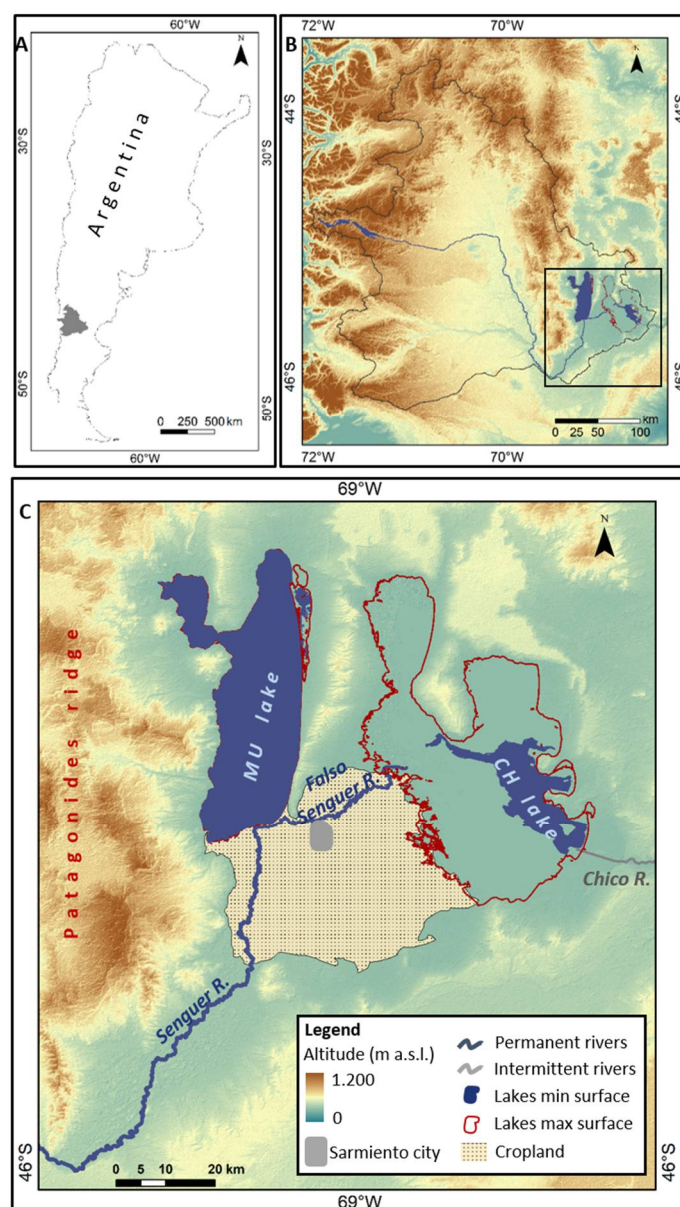 60°W
A
N
30°S
30°S
Argentina
50°S
50°S
0 250 500 km
60°W
72°W 70°W
B
N
44°S
44°S
46°S
46°S
km
0 25 50 100
72°W 70°W
69°W
C
N
Patagonides ridge
MU lake
Falso
Senguer R.
CH lake
Chico R.
Senguer R.
Legend
Altitude (m a.s.l.)
1.200
0
Sarmiento city
Permanent rivers
Intermittent rivers
Lakes min surface
Lakes max surface
Cropland
46°S
46°S
0 5 10 20 km
69°W